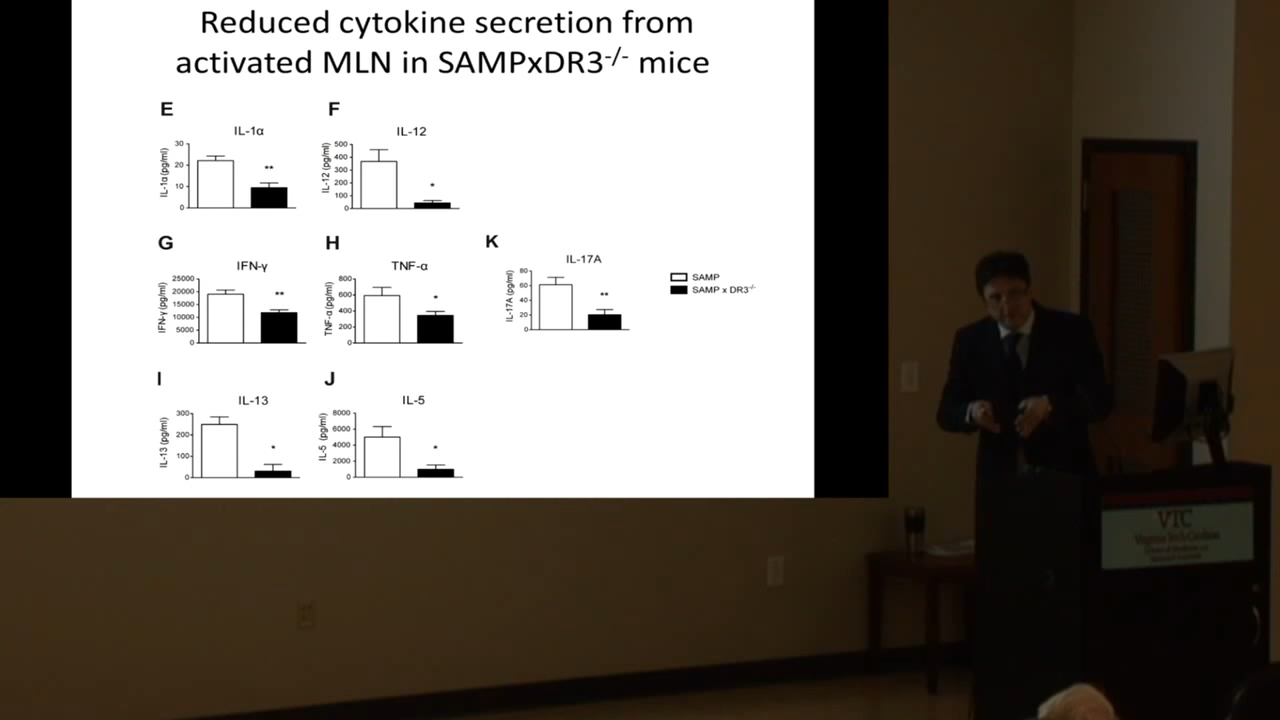 Reduced cytokine secretion from
activated MLN in SAMPxDR3-/- mice
E
IL-1α
IL-1α (pg/ml)
30
20
10
0
**
F
IL-12
IL-12 (pg/ml)
500
400
300
200
100
0
*
G
IFN-γ
IFN-γ (pg/ml)
25000
20000
15000
10000
5000
0
**
H
TNF-α
TNF-α (pg/ml)
800
600
400
200
0
*
K
IL-17A
IL-17A (pg/ml)
80
60
40
20
0
**
SAMP
SAMP x DR3-/-
I
IL-13
IL-13 (pg/ml)
300
200
100
0
*
J
IL-5
IL-5 (pg/ml)
8000
6000
4000
2000
0
*
VTC
Virginia Tech Carilion